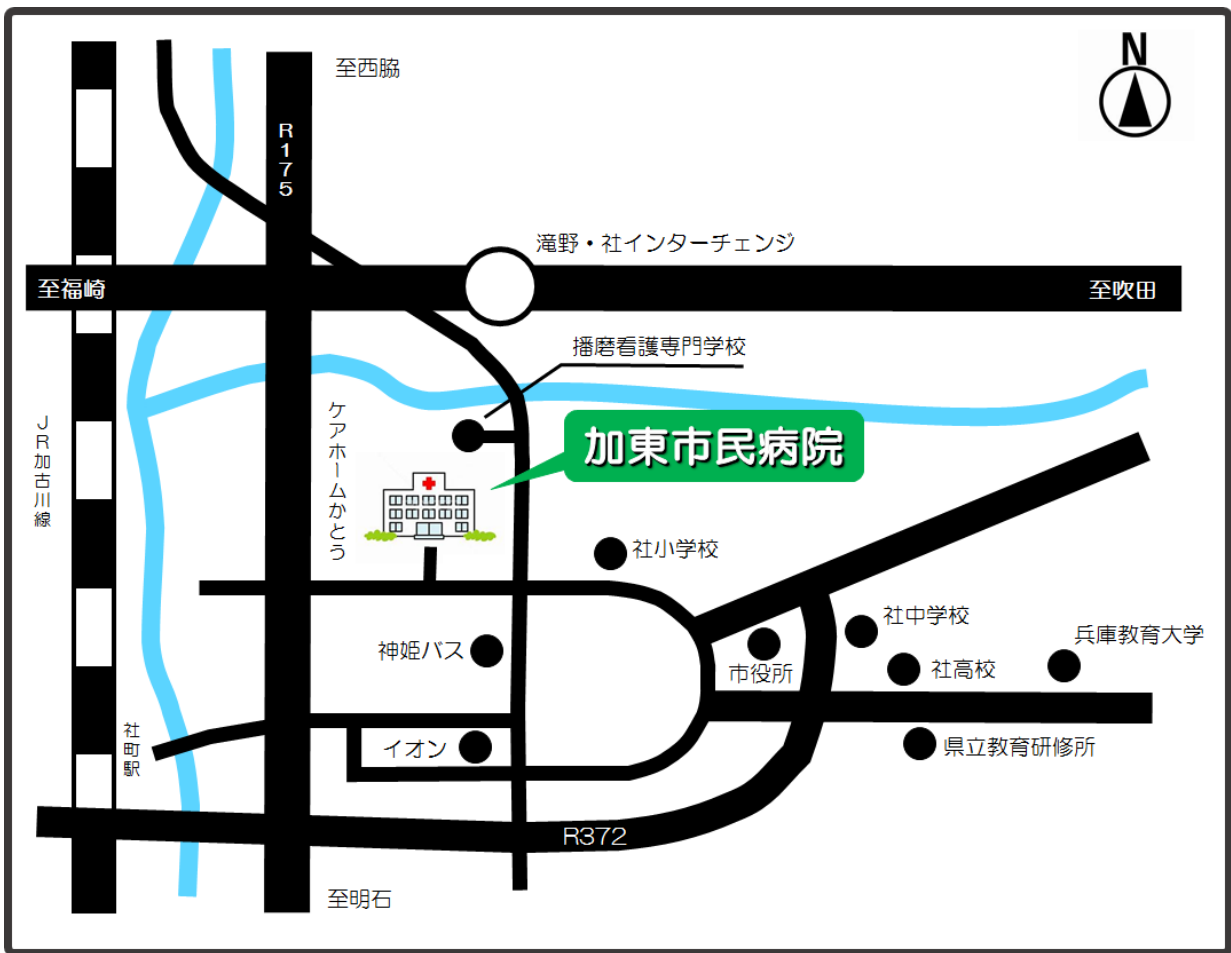 N
至西脇
R175
滝野・社インターチェンジ
至福崎
至吹田
播磨看護専門学校
ケアホームかとう
加東市民病院
JR加古川線
社小学校
社中学校
兵庫教育大学
神姫バス
市役所
社高校
社町駅
イオン
県立教育研修所
R372
至明石